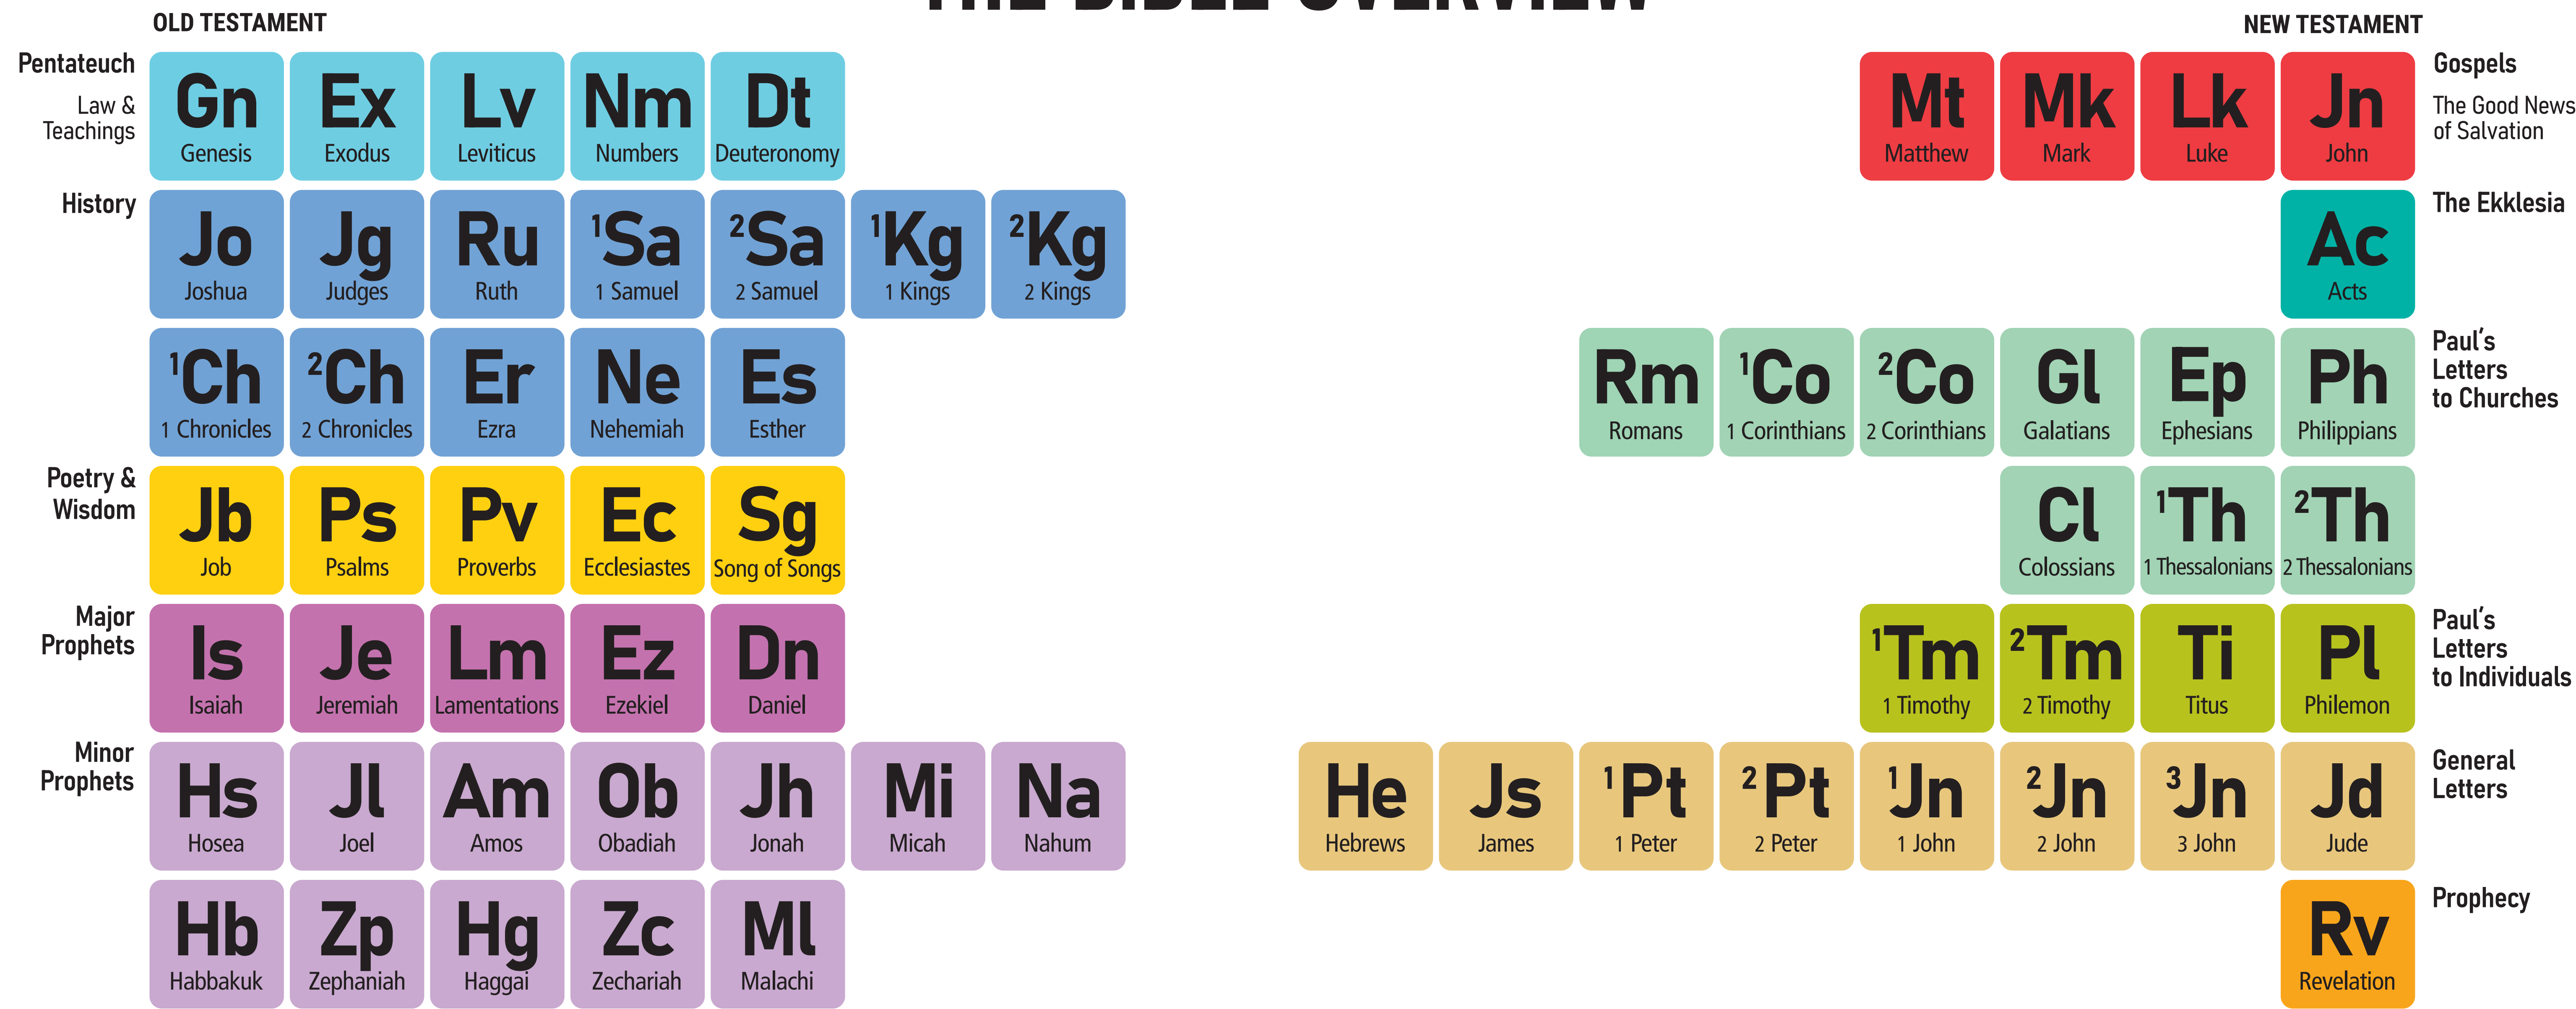 THE BIBLE OVERVIEW
OLD TESTAMENT
NEW TESTAMENT
Pentateuch
Law &
Teachings
Gn
Genesis
Ex
Exodus
Lv
Leviticus
Nm
Numbers
Dt
Deuteronomy
Mt
Matthew
Mk
Mark
Lk
Luke
Jn
John
Gospels
The Good News
of Salvation
History
Jo
Joshua
Jg
Judges
Ru
Ruth
1Sa
1 Samuel
2Sa
2 Samuel
1Kg
1 Kings
2Kg
2 Kings
Ac
Acts
The Ekklesia
1Ch
1 Chronicles
2Ch
2 Chronicles
Er
Ezra
Ne
Nehemiah
Es
Esther
Rm
Romans
1Co
1 Corinthians
2Co
2 Corinthians
Gl
Galatians
Ep
Ephesians
Ph
Philippians
Paul's
Letters
to Churches
Poetry &
Wisdom
Jb
Job
Ps
Psalms
Pv
Proverbs
Ec
Ecclesiastes
Sg
Song of Songs
Cl
Colossians
1Th
1 Thessalonians
2Th
2 Thessalonians
Major
Prophets
Is
Isaiah
Je
Jeremiah
Lm
Lamentations
Ez
Ezekiel
Dn
Daniel
1Tm
1 Timothy
2Tm
2 Timothy
Ti
Titus
Pl
Philemon
Paul's
Letters
to Individuals
Minor
Prophets
Hs
Hosea
Jl
Joel
Am
Amos
Ob
Obadiah
Jh
Jonah
Mi
Micah
Na
Nahum
He
Hebrews
Js
James
1Pt
1 Peter
2Pt
2 Peter
1Jn
1 John
2Jn
2 John
3Jn
3 John
Jd
Jude
General
Letters
Hb
Habbakuk
Zp
Zephaniah
Hg
Haggai
Zc
Zechariah
Ml
Malachi
Rv
Revelation
Prophecy